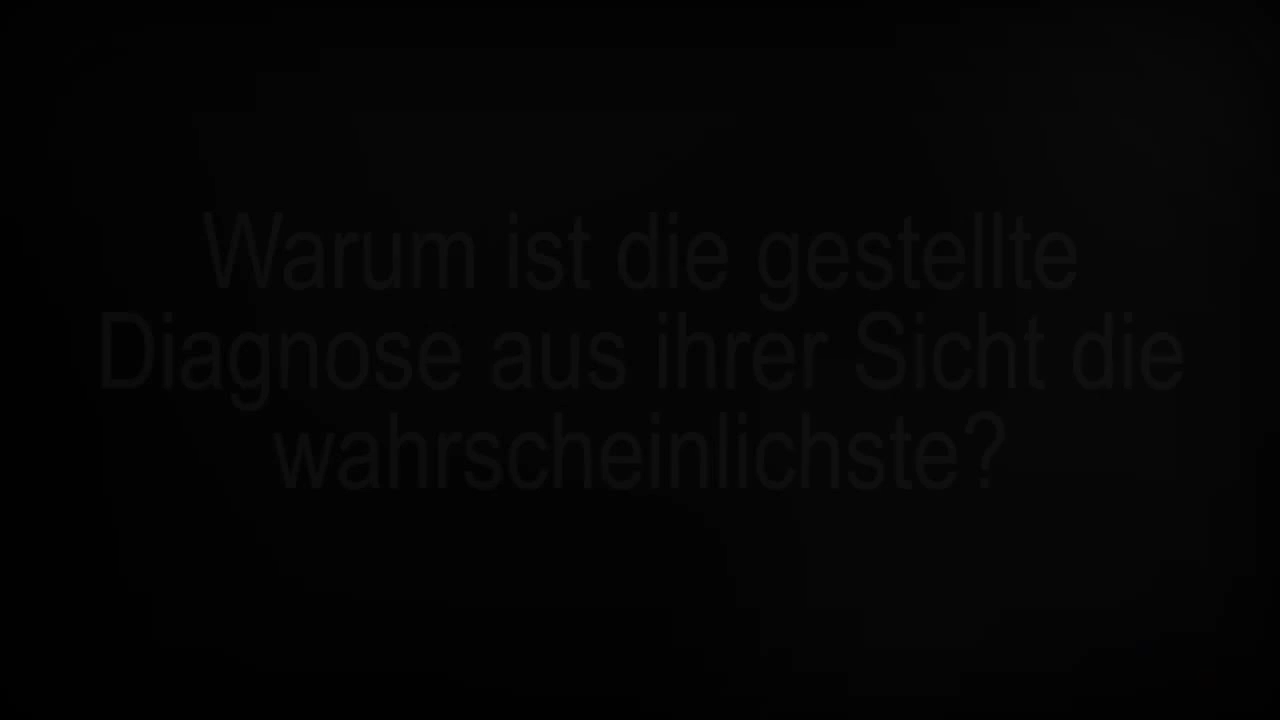 Warum ist die gestellte
Diagnose aus ihrer Sicht die
wahrscheinlichste?